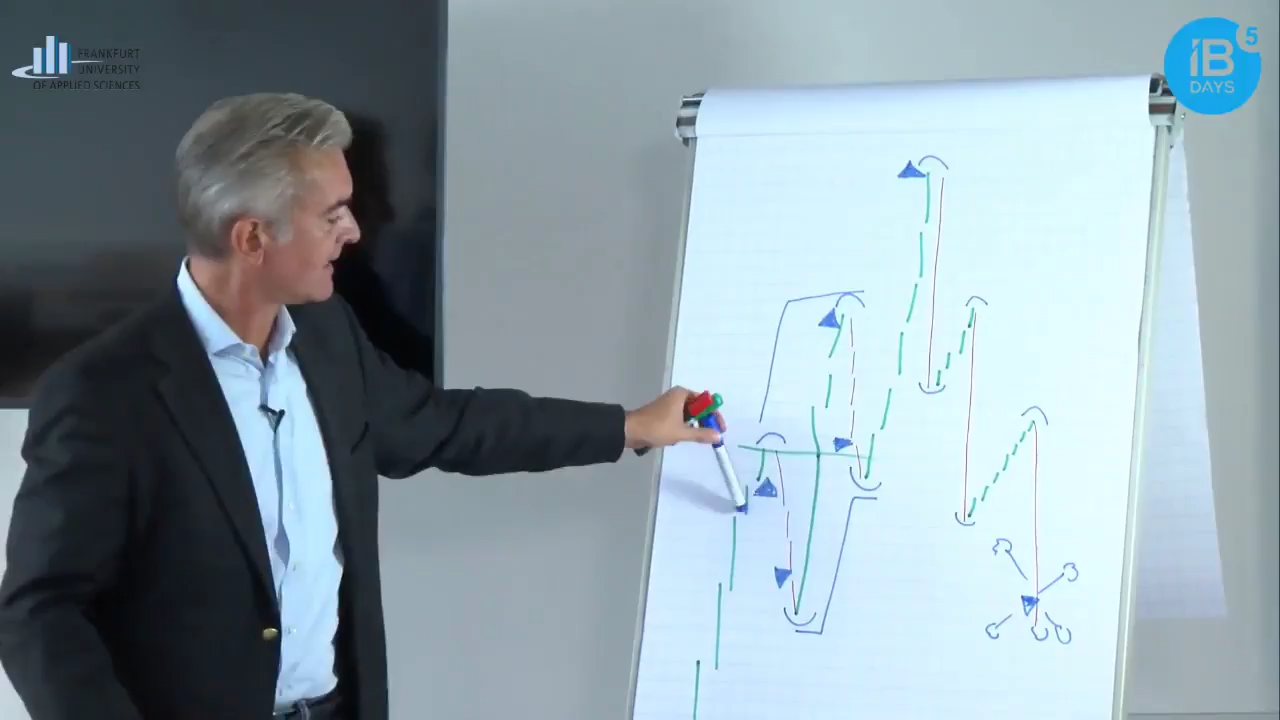 FRANKFURT
UNIVERSITY
OF APPLIED SCIENCES
iB 5
DAYS